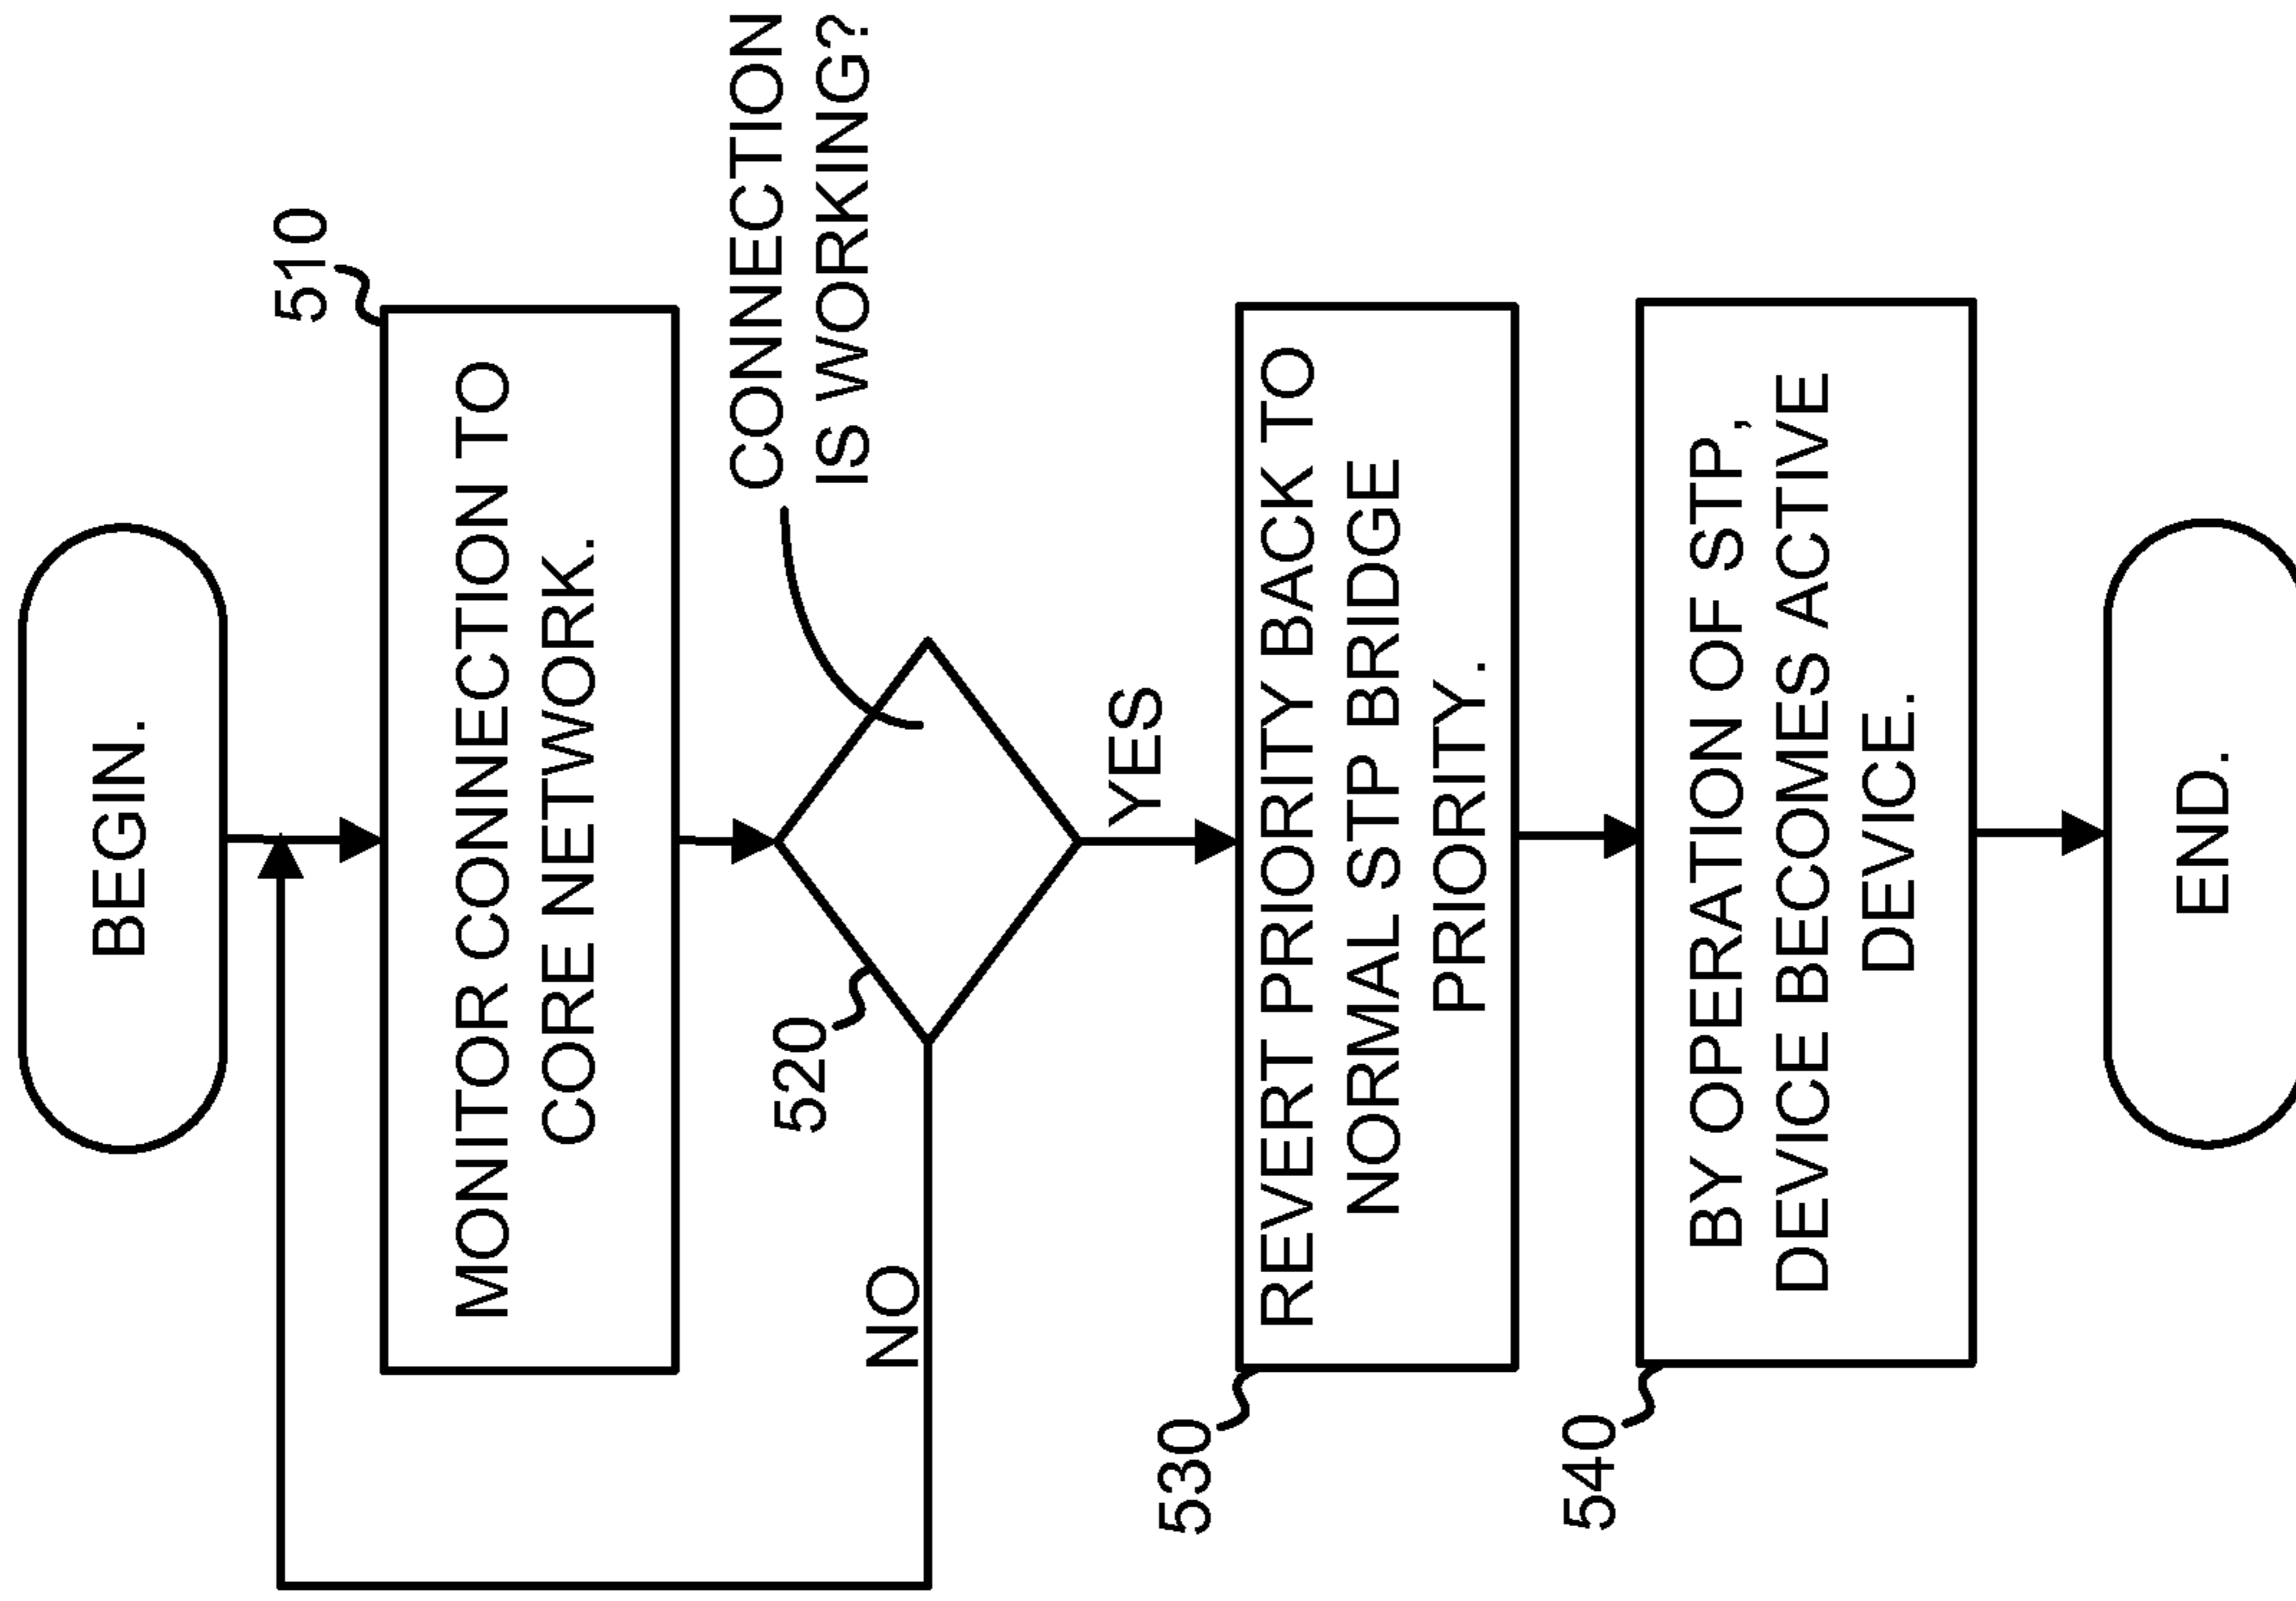 BEGIN.
510
MONITOR CONNECTION TO
CORE NETWORK.
CONNECTION
IS WORKING?
520
NO
YES
530
REVERT PRIORITY BACK TO
NORMAL STP BRIDGE
PRIORITY.
540
BY OPERATION OF STP,
DEVICE BECOMES ACTIVE
DEVICE.
END.